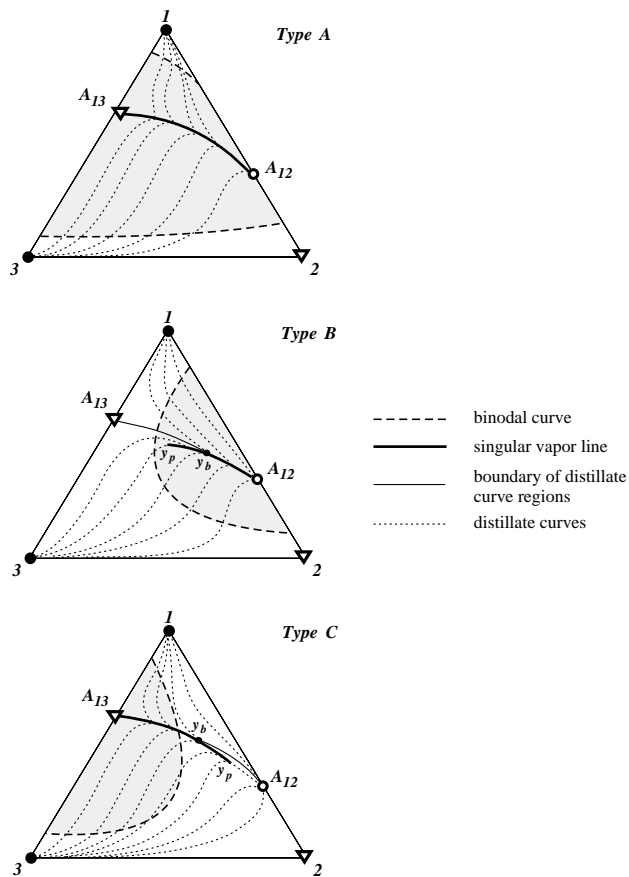 1
Type A
A13
A12
3
2
1
Type B
A13
yp
yb
A12
3
2
binodal curve
singular vapor line
boundary of distillate
curve regions
distillate curves
1
Type C
A13
yb
yp
A12
3
2